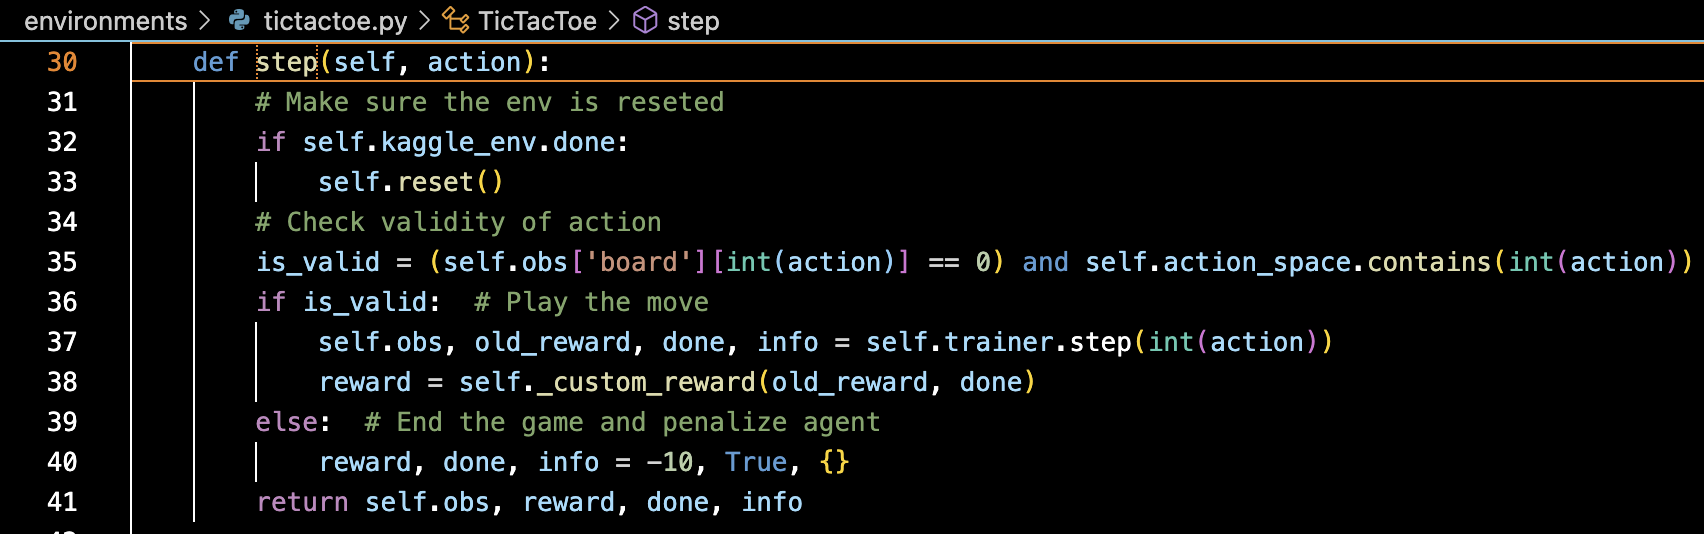 environments > tictactoe.py > TicTacToe > step
30 def step(self, action):
31 # Make sure the env is reseted
32 if self.kaggle_env.done:
33 self.reset()
34 # Check validity of action
35 is_valid = (self.obs['board'][int(action)] == 0) and self.action_space.contains(int(action))
36 if is_valid:  # Play the move
37 self.obs, old_reward, done, info = self.trainer.step(int(action))
38 reward = self._custom_reward(old_reward, done)
39 else:  # End the game and penalize agent
40 reward, done, info = -10, True, {}
41 return self.obs, reward, done, info